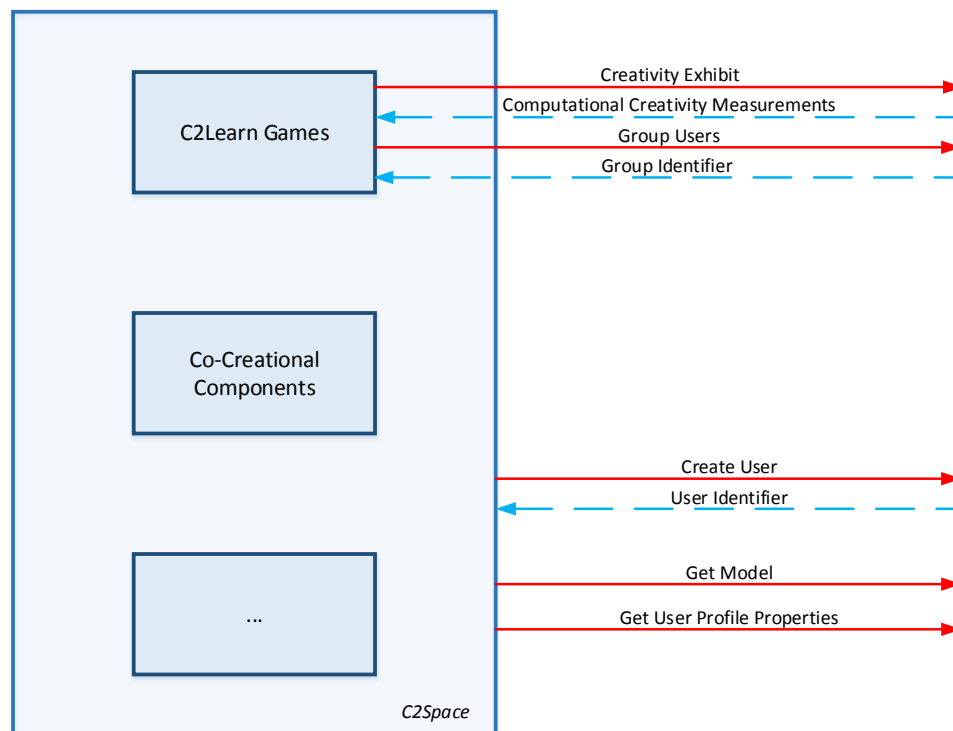 Creativity Exhibit
Computational Creativity Measurements
C2Learn Games
Group Users
Group Identifier
Co-Creational
Components
Create User
User Identifier
Get Model
...
Get User Profile Properties
C2Space